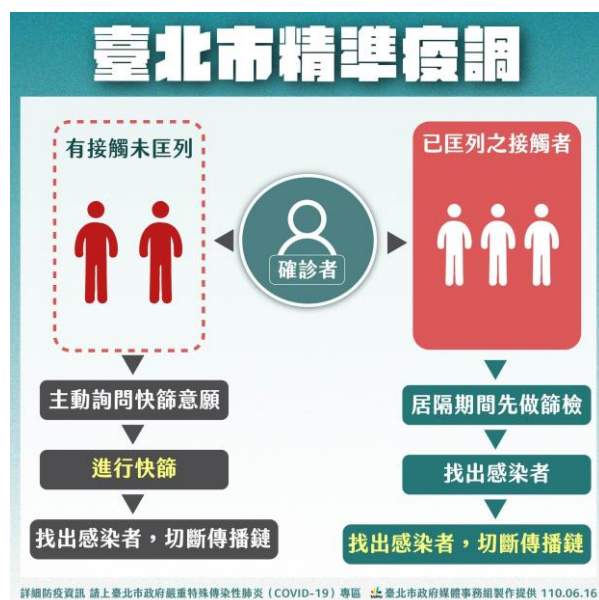 臺北市精準疫調
有接觸未匡列
確診者
已匡列之接觸者
主動詢問快篩意願
進行快篩
找出感染者，切斷傳播鏈
居隔期間先做篩檢
找出感染者
找出感染者，切斷傳播鏈
詳細防疫資訊 請上臺北市政府嚴重特殊傳染性肺炎（COVID-19）專區 臺北市政府媒體事務組製作提供 110.06.16